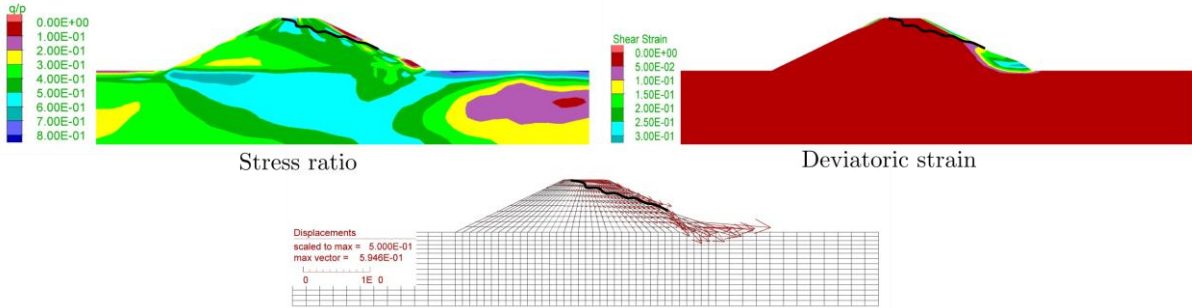 q/p
0.00E+00
1.00E-01
2.00E-01
3.00E-01
4.00E-01
5.00E-01
6.00E-01
7.00E-01
8.00E-01
Stress ratio
Shear Strain
0.00E+00
5.00E-02
1.00E-01
1.50E-01
2.00E-01
2.50E-01
3.00E-01
Deviatoric strain
Displacements
scaled to max = 5.000E-01
max vector = 5.946E-01
0 1E 0